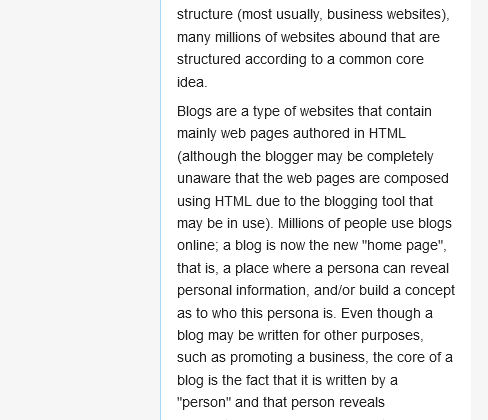 structure (most usually, business websites),
many millions of websites abound that are
structured according to a common core
idea.
Blogs are a type of websites that contain
mainly web pages authored in HTML
(although the blogger may be completely
unaware that the web pages are composed
using HTML due to the blogging tool that
may be in use). Millions of people use blogs
online; a blog is now the new "home page",
that is, a place where a persona can reveal
personal information, and/or build a concept
as to who this persona is. Even though a
blog may be written for other purposes,
such as promoting a business, the core of a
blog is the fact that it is written by a
"person" and that person reveals